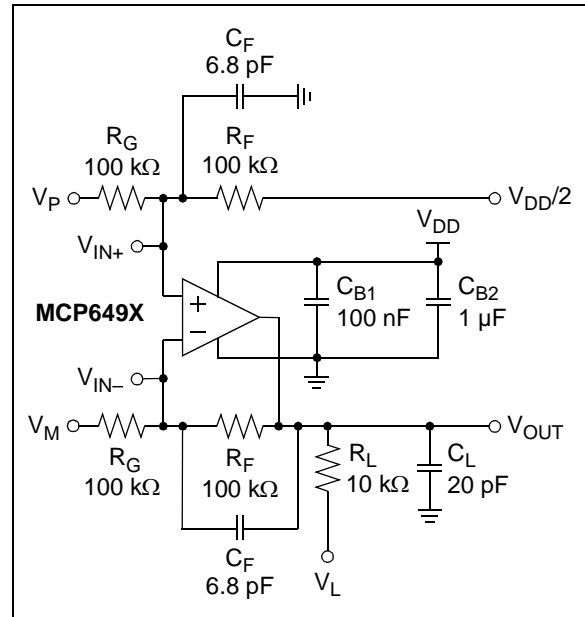 C_F
6.8 pF
R_G
100 kΩ
R_F
100 kΩ
V_P
V_DD/2
V_IN+
V_DD
MCP649X
C_B1
100 nF
C_B2
1 µF
V_IN–
V_M
V_OUT
R_G
100 kΩ
R_F
100 kΩ
R_L
10 kΩ
C_L
20 pF
C_F
6.8 pF
V_L